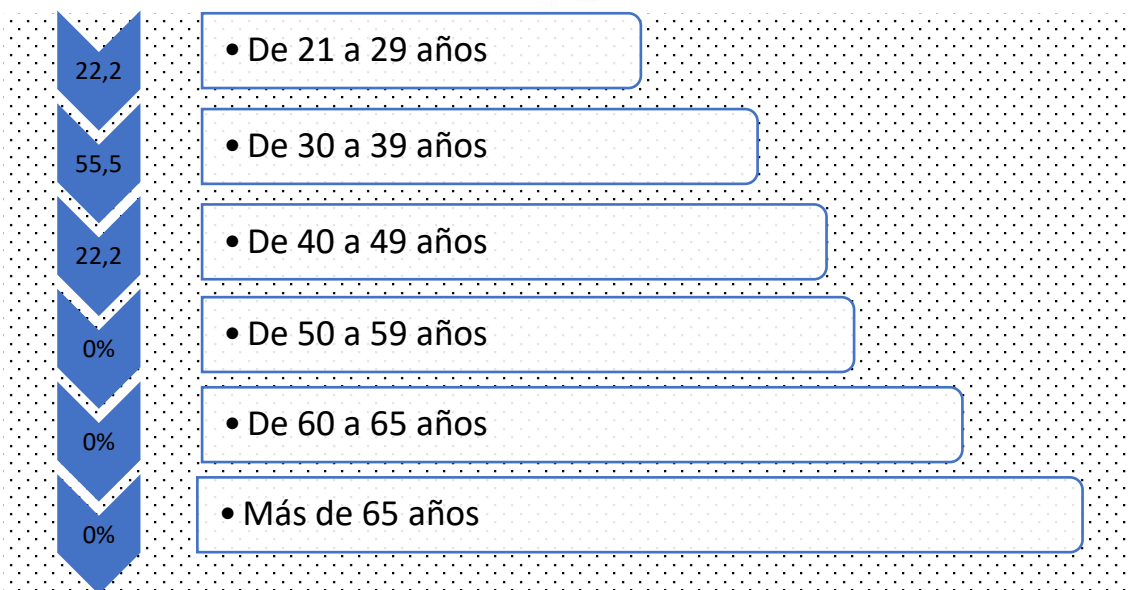 22,2
• De 21 a 29 años
55,5
• De 30 a 39 años
22,2
• De 40 a 49 años
0%
• De 50 a 59 años
0%
• De 60 a 65 años
0%
• Más de 65 años